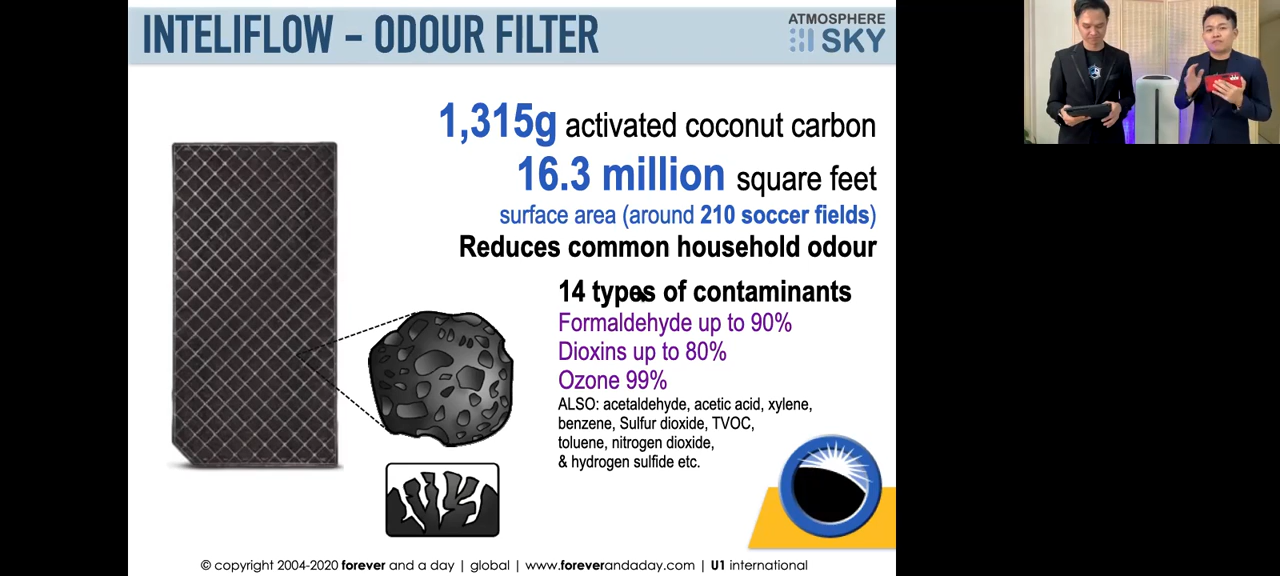 INTELIFLOW – ODOUR FILTER
ATMOSPHERE
SKY
1,315g activated coconut carbon
16.3 million square feet
surface area (around 210 soccer fields)
Reduces common household odour
14 types of contaminants
Formaldehyde up to 90%
Dioxins up to 80%
Ozone 99%
ALSO: acetaldehyde, acetic acid, xylene,
benzene, Sulfur dioxide, TVOC,
toluene, nitrogen dioxide,
& hydrogen sulfide etc.
© copyright 2004-2020 forever and a day | global | www.foreverandaday.com | U1 international